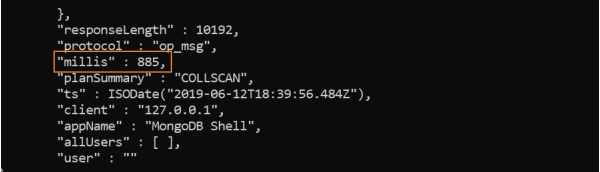 },
"responseLength" : 10192,
"protocol" : "op_msg",
"millis" : 885,
"planSummary" : "COLLSCAN",
"ts" : ISODate("2019-06-12T18:39:56.484Z"),
"client" : "127.0.0.1",
"appName" : "MongoDB Shell",
"allUsers" : [ ],
"user" : ""